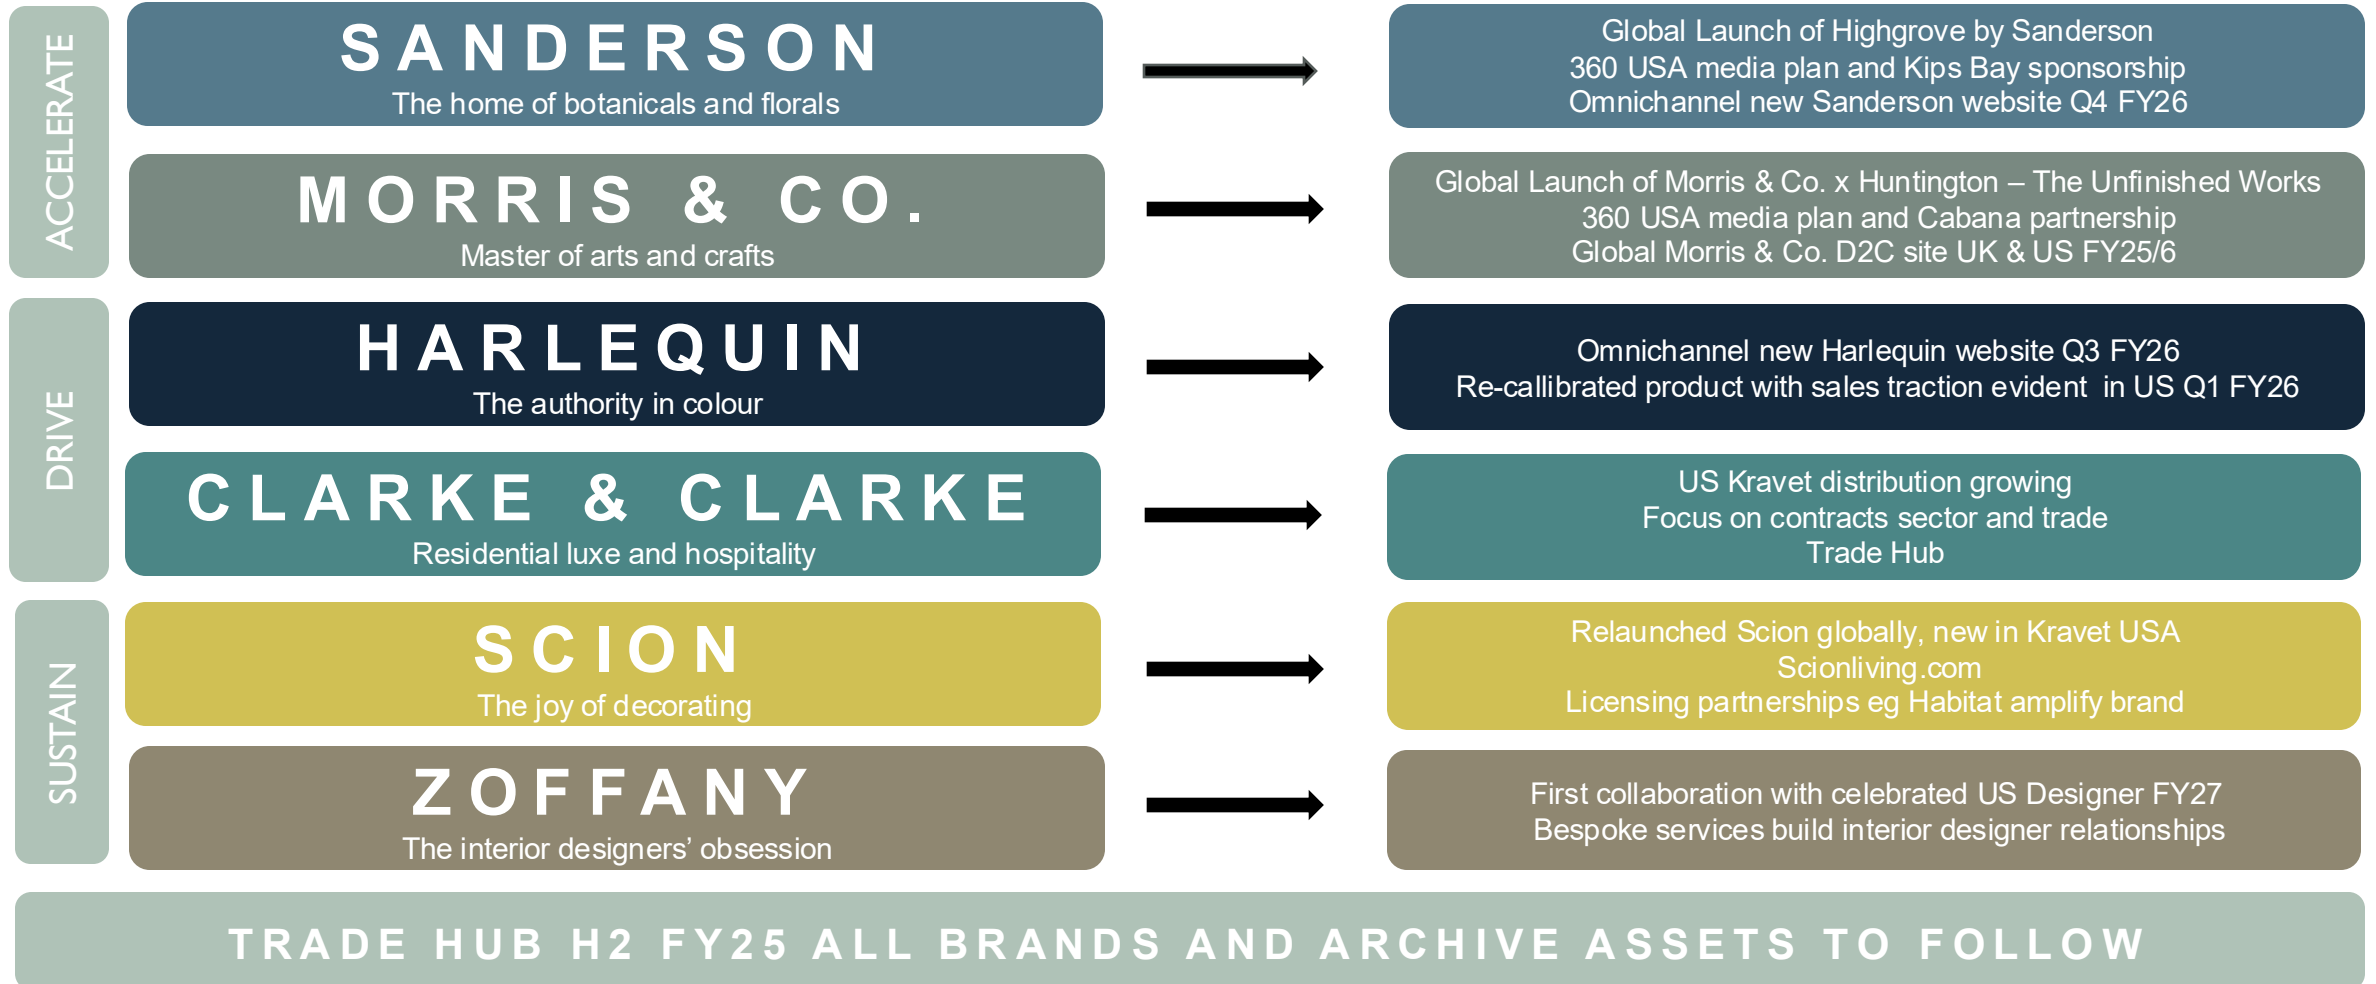 ACCELERATE
SANDERSON
The home of botanicals and florals
Global Launch of Highgrove by Sanderson
360 USA media plan and Kips Bay sponsorship
Omnichannel new Sanderson website Q4 FY26
MORRIS & CO.
Master of arts and crafts
Global Launch of Morris & Co. x Huntington – The Unfinished Works
360 USA media plan and Cabana partnership
Global Morris & Co. D2C site UK & US FY25/6
DRIVE
HARLEQUIN
The authority in colour
Omnichannel new Harlequin website Q3 FY26
Re-callibrated product with sales traction evident in US Q1 FY26
CLARKE & CLARKE
Residential luxe and hospitality
US Kravet distribution growing
Focus on contracts sector and trade
Trade Hub
SUSTAIN
SCION
The joy of decorating
Relaunched Scion globally, new in Kravet USA
Scionliving.com
Licensing partnerships eg Habitat amplify brand
ZOFFANY
The interior designers’ obsession
First collaboration with celebrated US Designer FY27
Bespoke services build interior designer relationships
TRADE HUB H2 FY25 ALL BRANDS AND ARCHIVE ASSETS TO FOLLOW